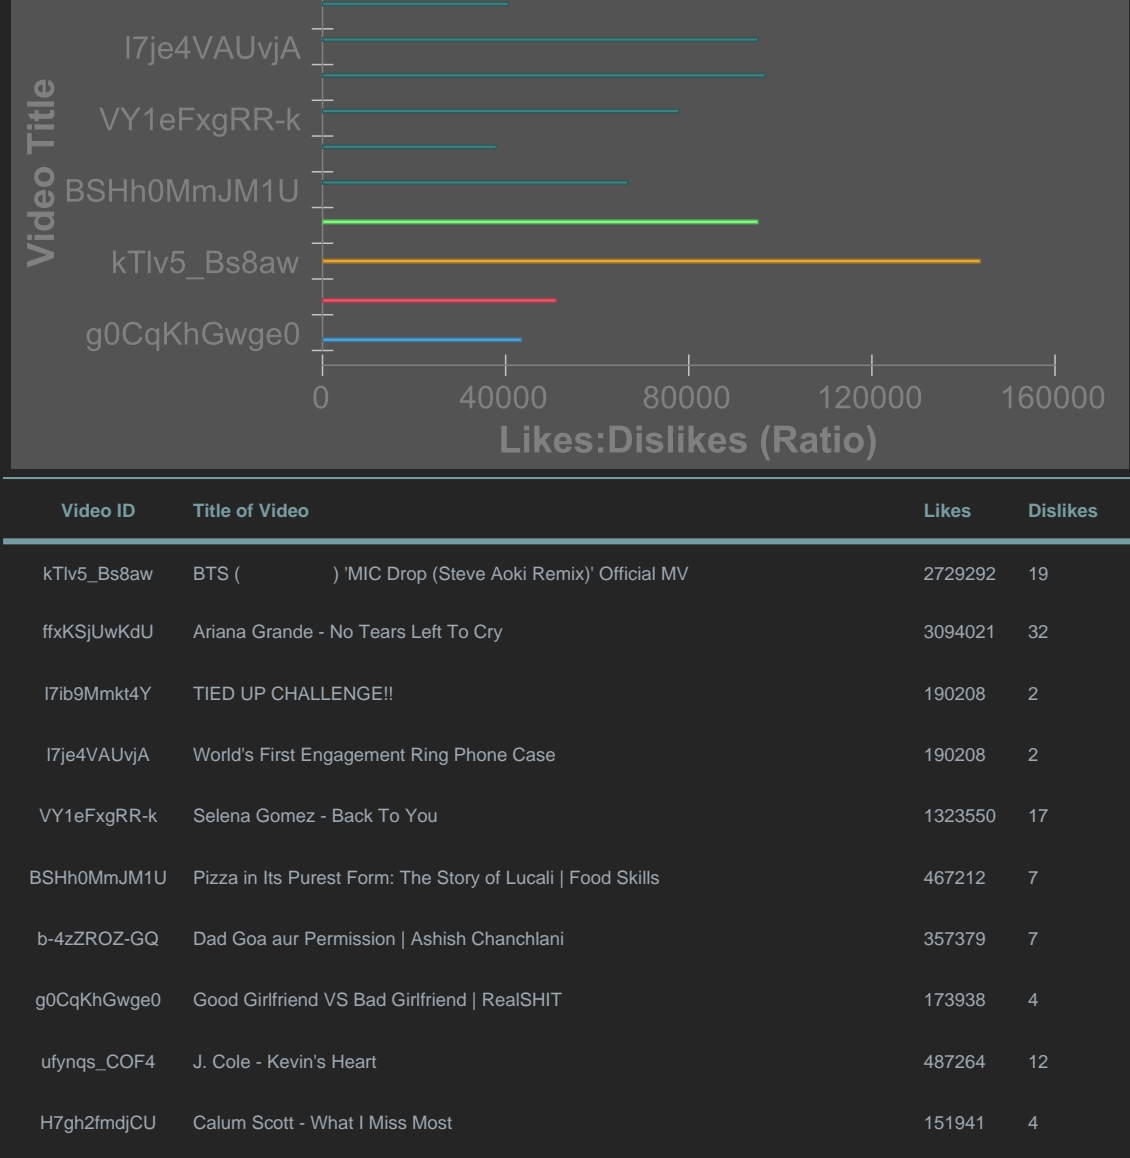 Video Title
l7je4VAUvjA
VY1eFxgRR-k
BSHh0MmJM1U
kTlv5_Bs8aw
g0CqKhGwge0
0 40000 80000 120000 160000
Likes:Dislikes (Ratio)
Video ID Title of Video Likes Dislikes
kTlv5_Bs8aw BTS ( ) 'MIC Drop (Steve Aoki Remix)' Official MV 2729292 19
ffxKSjUwKdU Ariana Grande - No Tears Left To Cry 3094021 32
l7ib9Mmkt4Y TIED UP CHALLENGE!! 190208 2
l7je4VAUvjA World's First Engagement Ring Phone Case 190208 2
VY1eFxgRR-k Selena Gomez - Back To You 1323550 17
BSHh0MmJM1U Pizza in Its Purest Form: The Story of Lucali | Food Skills 467212 7
b-4zZROZ-GQ Dad Goa aur Permission | Ashish Chanchlani 357379 7
g0CqKhGwge0 Good Girlfriend VS Bad Girlfriend | RealSHIT 173938 4
ufynqs_COF4 J. Cole - Kevin's Heart 487264 12
H7gh2fmdjCU Calum Scott - What I Miss Most 151941 4